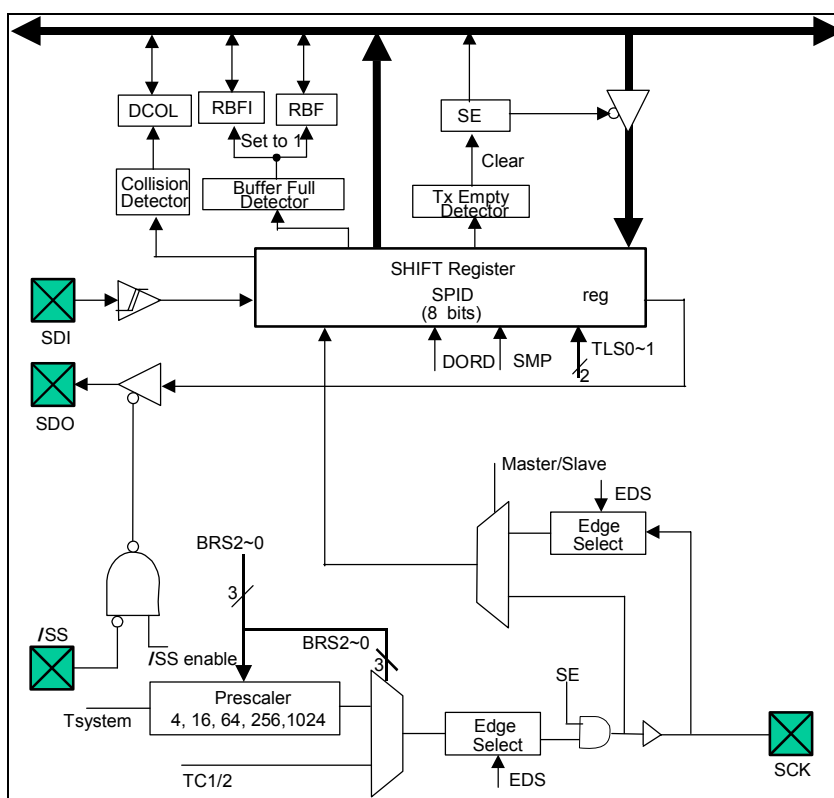 DCOL
RBFI
RBF
SE
Set to 1
Clear
Collision
Detector
Buffer Full
Detector
Tx Empty
Detector
SHIFT Register
SPID
(8 bits)
reg
SDI
DORD
SMP
TLS0~1
2
SDO
Master/Slave
EDS
Edge
Select
BRS2~0
3
/SS
/SS enable
BRS2~0
3
Prescaler
4, 16, 64, 256,1024
Tsystem
SE
Edge
Select
TC1/2
EDS
SCK